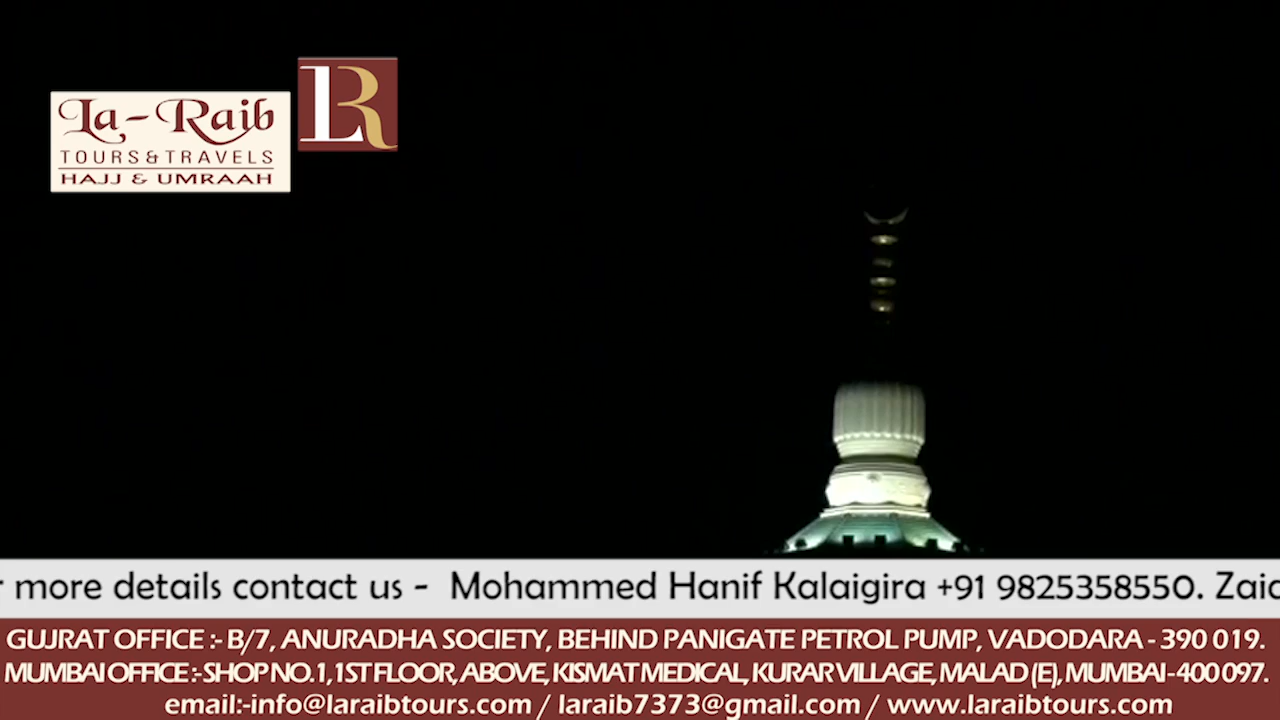 La-Raib
TOURS & TRAVELS
HAJJ & UMRAAH
LR
more details contact us - Mohammed Hanif Kalaigira +91 9825358550.
GUJRAT OFFICE :- B/7, ANURADHA SOCIETY, BEHIND PANIGATE PETROL PUMP, VADODARA - 390 019.
MUMBAI OFFICE :- SHOP NO. 1, 1ST FLOOR, ABOVE, KISMAT MEDICAL, KURAR VILLAGE, MALAD (E), MUMBAI - 400 097.
email:-info@laraibtours.com / laraib7373@gmail.com / www.laraibtours.com